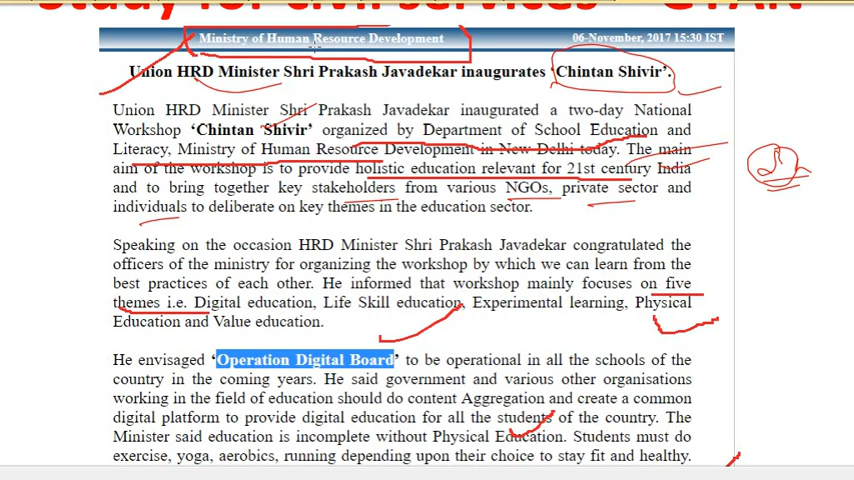 Study for civil services - GYAN
Ministry of Human Resource Development
06-November, 2017 15:30 IST
Union HRD Minister Shri Prakash Javadekar inaugurates ‘Chintan Shivir’.
Union HRD Minister Shri Prakash Javadekar inaugurated a two-day National
Workshop ‘Chintan Shivir’ organized by Department of School Education and
Literacy, Ministry of Human Resource Development in New Delhi today. The main
aim of the workshop is to provide holistic education relevant for 21st century India
and to bring together key stakeholders from various NGOs, private sector and
individuals to deliberate on key themes in the education sector.
Speaking on the occasion HRD Minister Shri Prakash Javadekar congratulated the
officers of the ministry for organizing the workshop by which we can learn from the
best practices of each other. He informed that workshop mainly focuses on five
themes i.e. Digital education, Life Skill education, Experimental learning, Physical
Education and Value education.
He envisaged ‘Operation Digital Board’ to be operational in all the schools of the
country in the coming years. He said government and various other organisations
working in the field of education should do content Aggregation and create a common
digital platform to provide digital education for all the students of the country. The
Minister said education is incomplete without Physical Education. Students must do
exercise, yoga, aerobics, running depending upon their choice to stay fit and healthy.